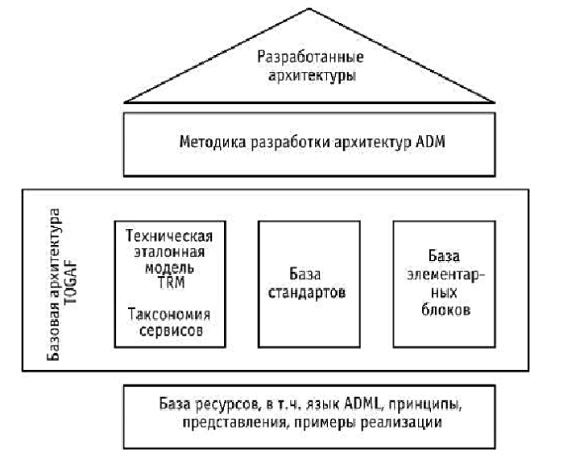 Разработанные
архитектуры
Методика разработки архитектур ADM
Базовая архитектура
TOGAF
Техническая
эталонная
модель
TRM
Таксономия
сервисов
База
стандартов
База
элементар-
ных
блоков
База ресурсов, в т.ч. язык ADML, принципы,
представления, примеры реализации